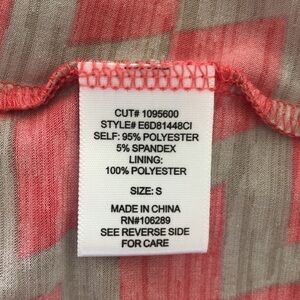 CUT# 1095600
STYLE# E6D81448CI
SELF: 95% POLYESTER
5% SPANDEX
LINING:
100% POLYESTER
SIZE: S
MADE IN CHINA
RN#106289
SEE REVERSE SIDE
FOR CARE